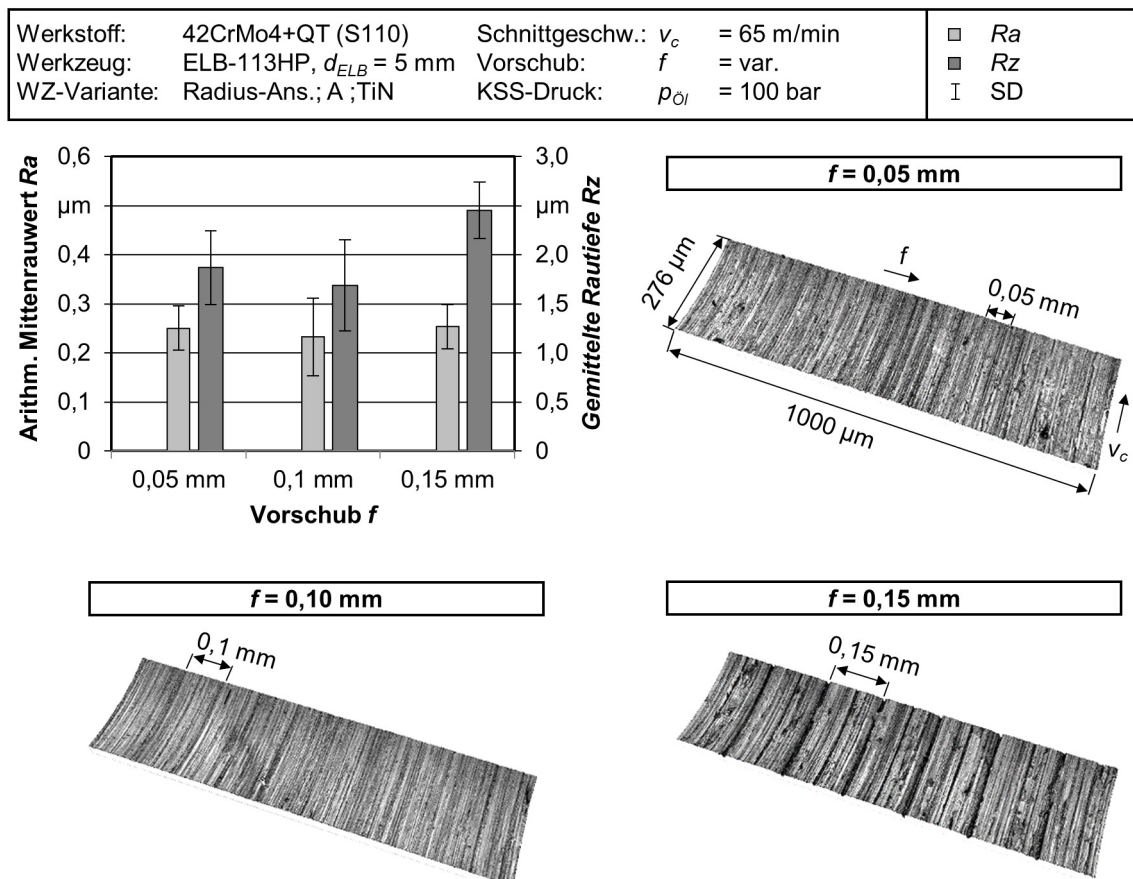 Werkstoff: 42CrMo4+QT (S110) Schnittgeschw.: vc = 65 m/min
Werkzeug: ELB-113HP, dELB = 5 mm Vorschub: f = var.
WZ-Variante: Radius-Ans.; A ;TiN KSS-Druck: pÖl = 100 bar
Ra
Rz
SD
Arithm. Mittenrauwert Ra
0,6
µm
0,4
0,3
0,2
0,1
0
3,0
µm
2,0
1,5
1,0
0,5
0
Gemittelte Rautiefe Rz
0,05 mm 0,1 mm 0,15 mm
Vorschub f
f = 0,05 mm
276 µm
f
0,05 mm
1000 µm
vc
f = 0,10 mm
0,1 mm
f = 0,15 mm
0,15 mm